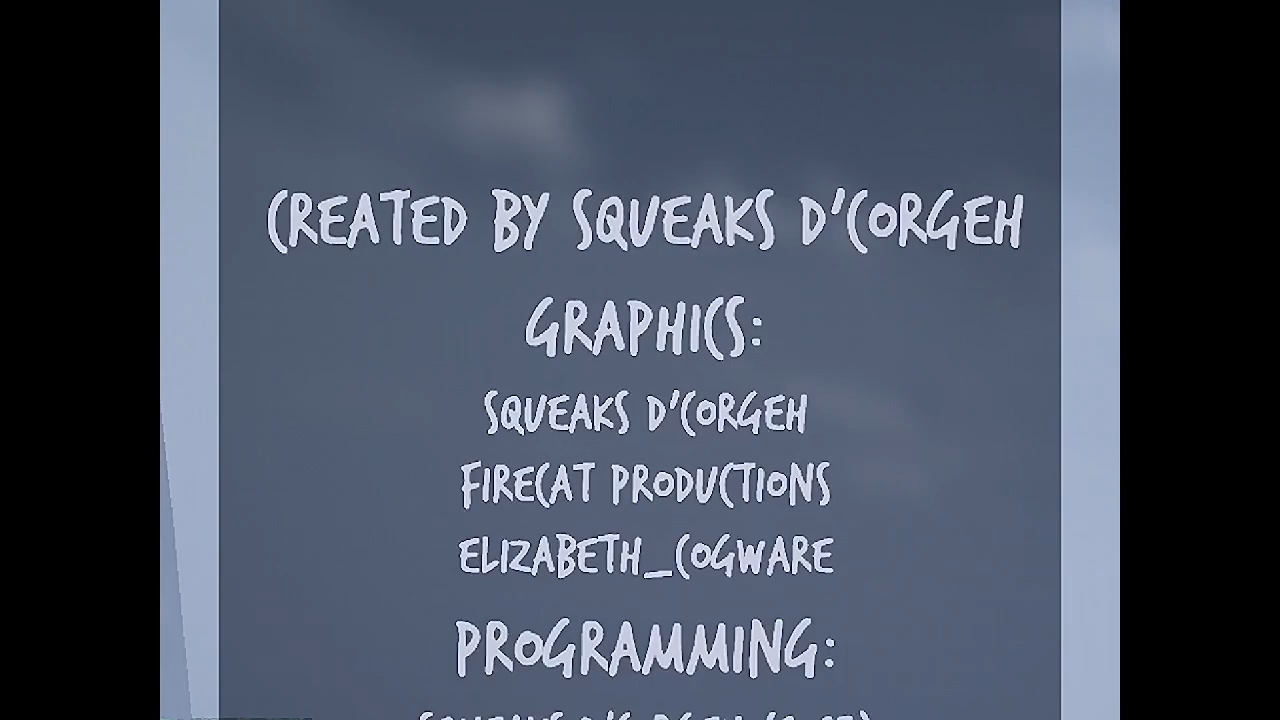 CREATED BY SQUEAKS D'CORGEH
GRAPHICS:
SQUEAKS D'CORGEH
FIRECAT PRODUCTIONS
ELIZABETH_COGWARE
PROGRAMMING: